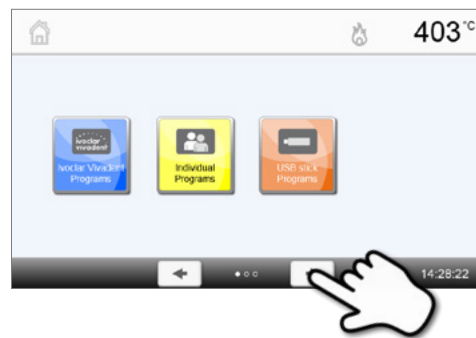 403°C
ivoclar
vivadent
Ivoclar Vivadent
Programs
Individual
Programs
USB stick
Programs
14:28:22